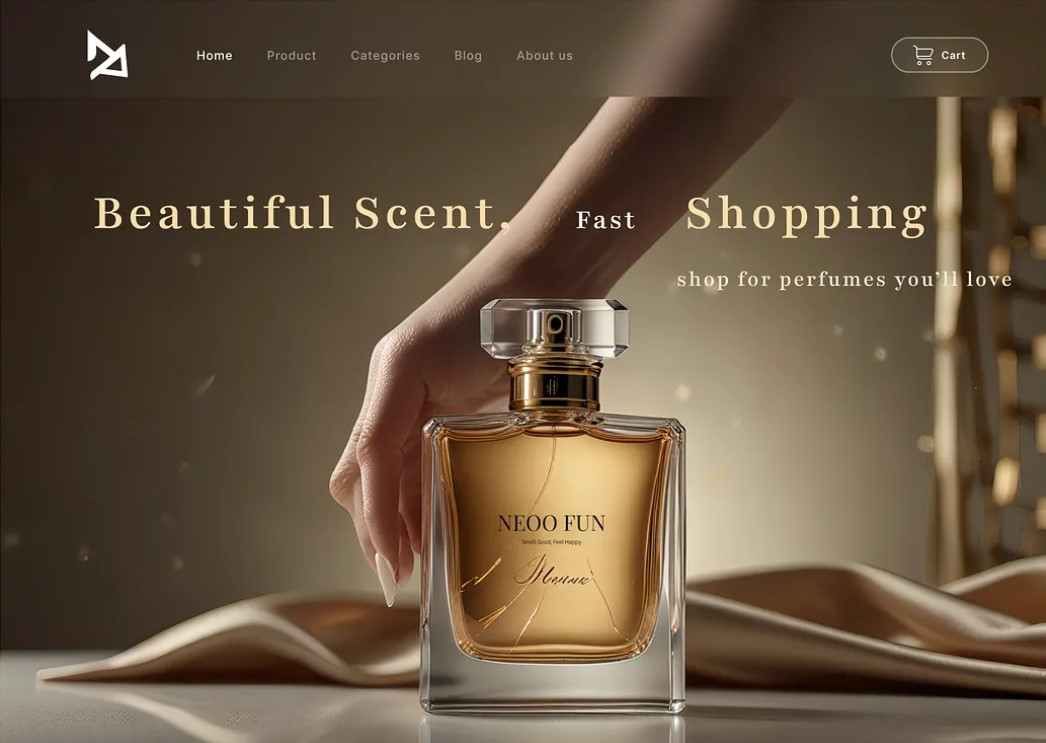 Home Product Categories Blog About us Cart
Beautiful Scent. Fast Shopping
shop for perfumes you'll love
NEOO FUN
Smell Good, Feel Happy